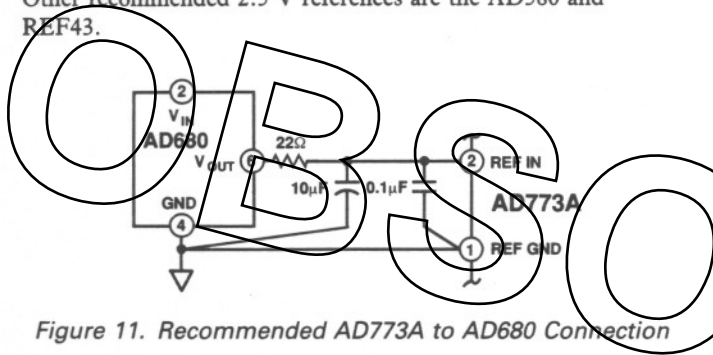 Other recommended 2.5 V references are the AD580 and
REF43.
OBSO
2
V IN
AD680
V OUT
6
22Ω
10μF
0.1μF
2
REF IN
AD773A
GND
4
1
REF GND
Figure 11. Recommended AD773A to AD680 Connection